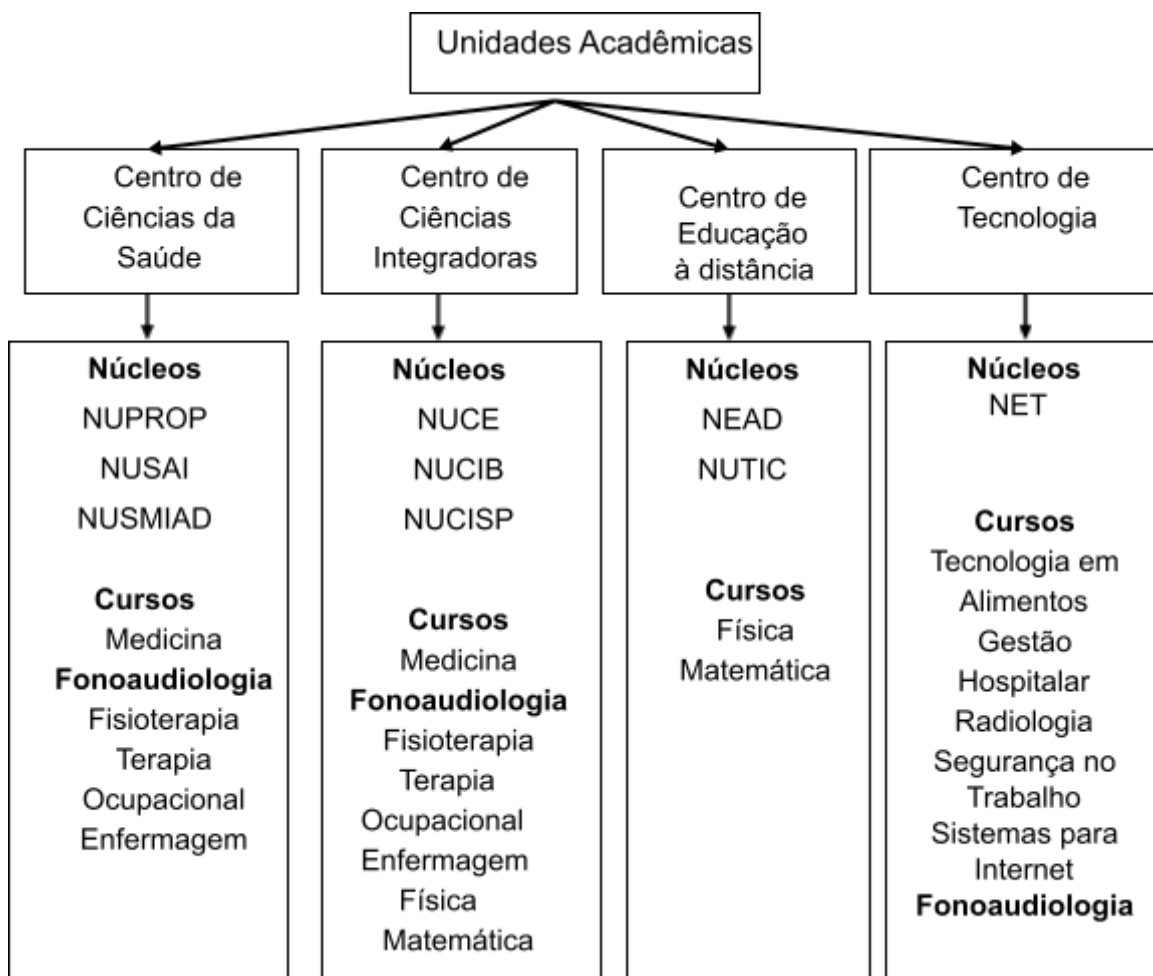 Unidades Acadêmicas
Centro de
Ciências da
Saúde
Centro de
Ciências
Integradoras
Centro de
Educação
à distância
Centro de
Tecnologia
Núcleos
NUPROP
NUSAI
NUSMIAD
Cursos
Medicina
Fonoaudiologia
Fisioterapia
Terapia
Ocupacional
Enfermagem
Núcleos
NUCE
NUCIB
NUCISP
Cursos
Medicina
Fonoaudiologia
Fisioterapia
Terapia
Ocupacional
Enfermagem
Física
Matemática
Núcleos
NEAD
NUTIC
Cursos
Física
Matemática
Núcleos
NET
Cursos
Tecnologia em
Alimentos
Gestão
Hospitalar
Radiologia
Segurança no
Trabalho
Sistemas para
Internet
Fonoaudiologia